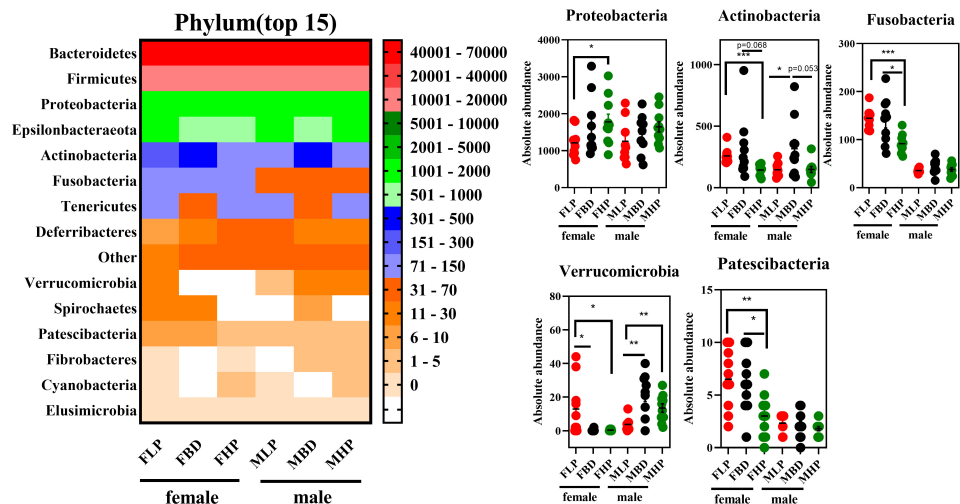 Phylum(top 15)
Bacteroidetes
Firmicutes
Proteobacteria
Epsilonbacteraeota
Actinobacteria
Fusobacteria
Tenericutes
Deferribacteres
Other
Verrucomicrobia
Spirochaetes
Patescibacteria
Fibrobacteres
Cyanobacteria
Elusimicrobia
FLP FBD FHP MLP MBD MHP
female male
40001 - 70000
20001 - 40000
10001 - 20000
5001 - 10000
2001 - 5000
1001 - 2000
501 - 1000
301 - 500
151 - 300
71 - 150
31 - 70
11 - 30
6 - 10
1 - 5
0
Proteobacteria
Absolute abundance
4000
3000
2000
1000
0
*
FLP FBD FHP MLP MBD MHP
female male
Actinobacteria
Absolute abundance
1000
500
0
p=0.068
***
* p=0.053
FLP FBD FHP MLP MBD MHP
female male
Fusobacteria
Absolute abundance
300
200
100
0
***
*
FLP FBD FHP MLP MBD MHP
female male
Verrucomicrobia
Absolute abundance
80
60
40
20
0
*
*
**
**
FLP FBD FHP MLP MBD MHP
female male
Patescibacteria
Absolute abundance
15
10
5
0
**
*
FLP FBD FHP MLP MBD MHP
female male